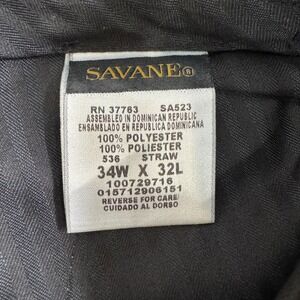 SAVANE®
RN 37763 SA523
ASSEMBLED IN DOMINICAN REPUBLIC
ENSAMBLADO EN REPUBLICA DOMINICANA
100% POLYESTER
100% POLIESTER
536 STRAW
34W X 32L
100729716
015712906151
REVERSE FOR CARE/
CUIDADO AL DORSO